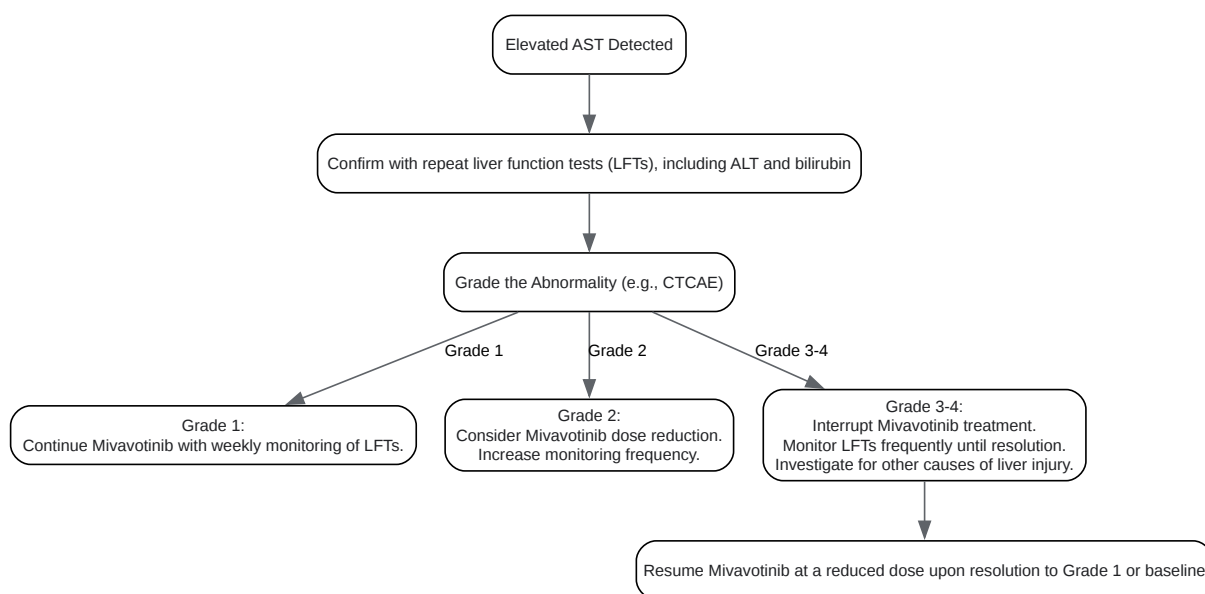 Elevated AST Detected
Confirm with repeat liver function tests (LFTs), including ALT and bilirubin
Grade the Abnormality (e.g., CTCAE)
Grade 1
Grade 2
Grade 3-4
Grade 1:
Continue Mivavotinib with weekly monitoring of LFTs.
Grade 2:
Consider Mivavotinib dose reduction.
Increase monitoring frequency.
Grade 3-4:
Interrupt Mivavotinib treatment.
Monitor LFTs frequently until resolution.
Investigate for other causes of liver injury.
Resume Mivavotinib at a reduced dose upon resolution to Grade 1 or baseline